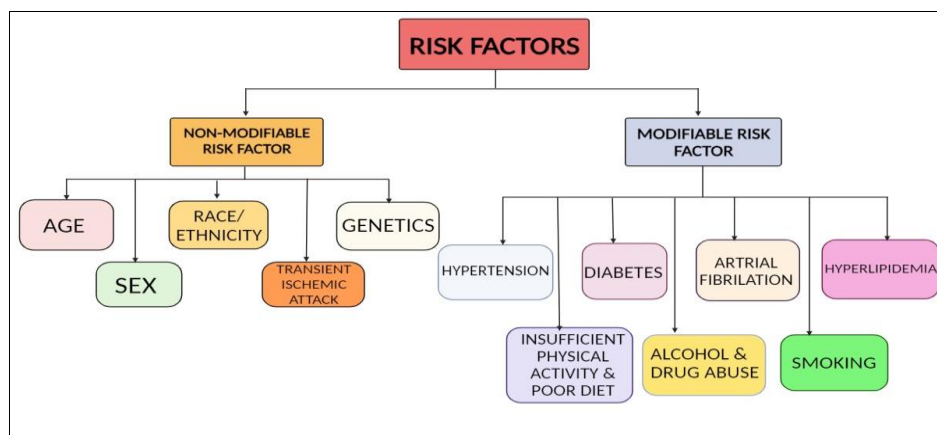 RISK FACTORS
NON-MODIFIABLE
RISK FACTOR
MODIFIABLE RISK
FACTOR
AGE
RACE/
ETHNICITY
GENETICS
SEX
TRANSIENT
ISCHEMIC
ATTACK
HYPERTENSION
DIABETES
ARTRIAL
FIBRILATION
HYPERLIPIDEMIA
INSUFFICIENT
PHYSICAL
ACTIVITY &
POOR DIET
ALCOHOL &
DRUG ABUSE
SMOKING